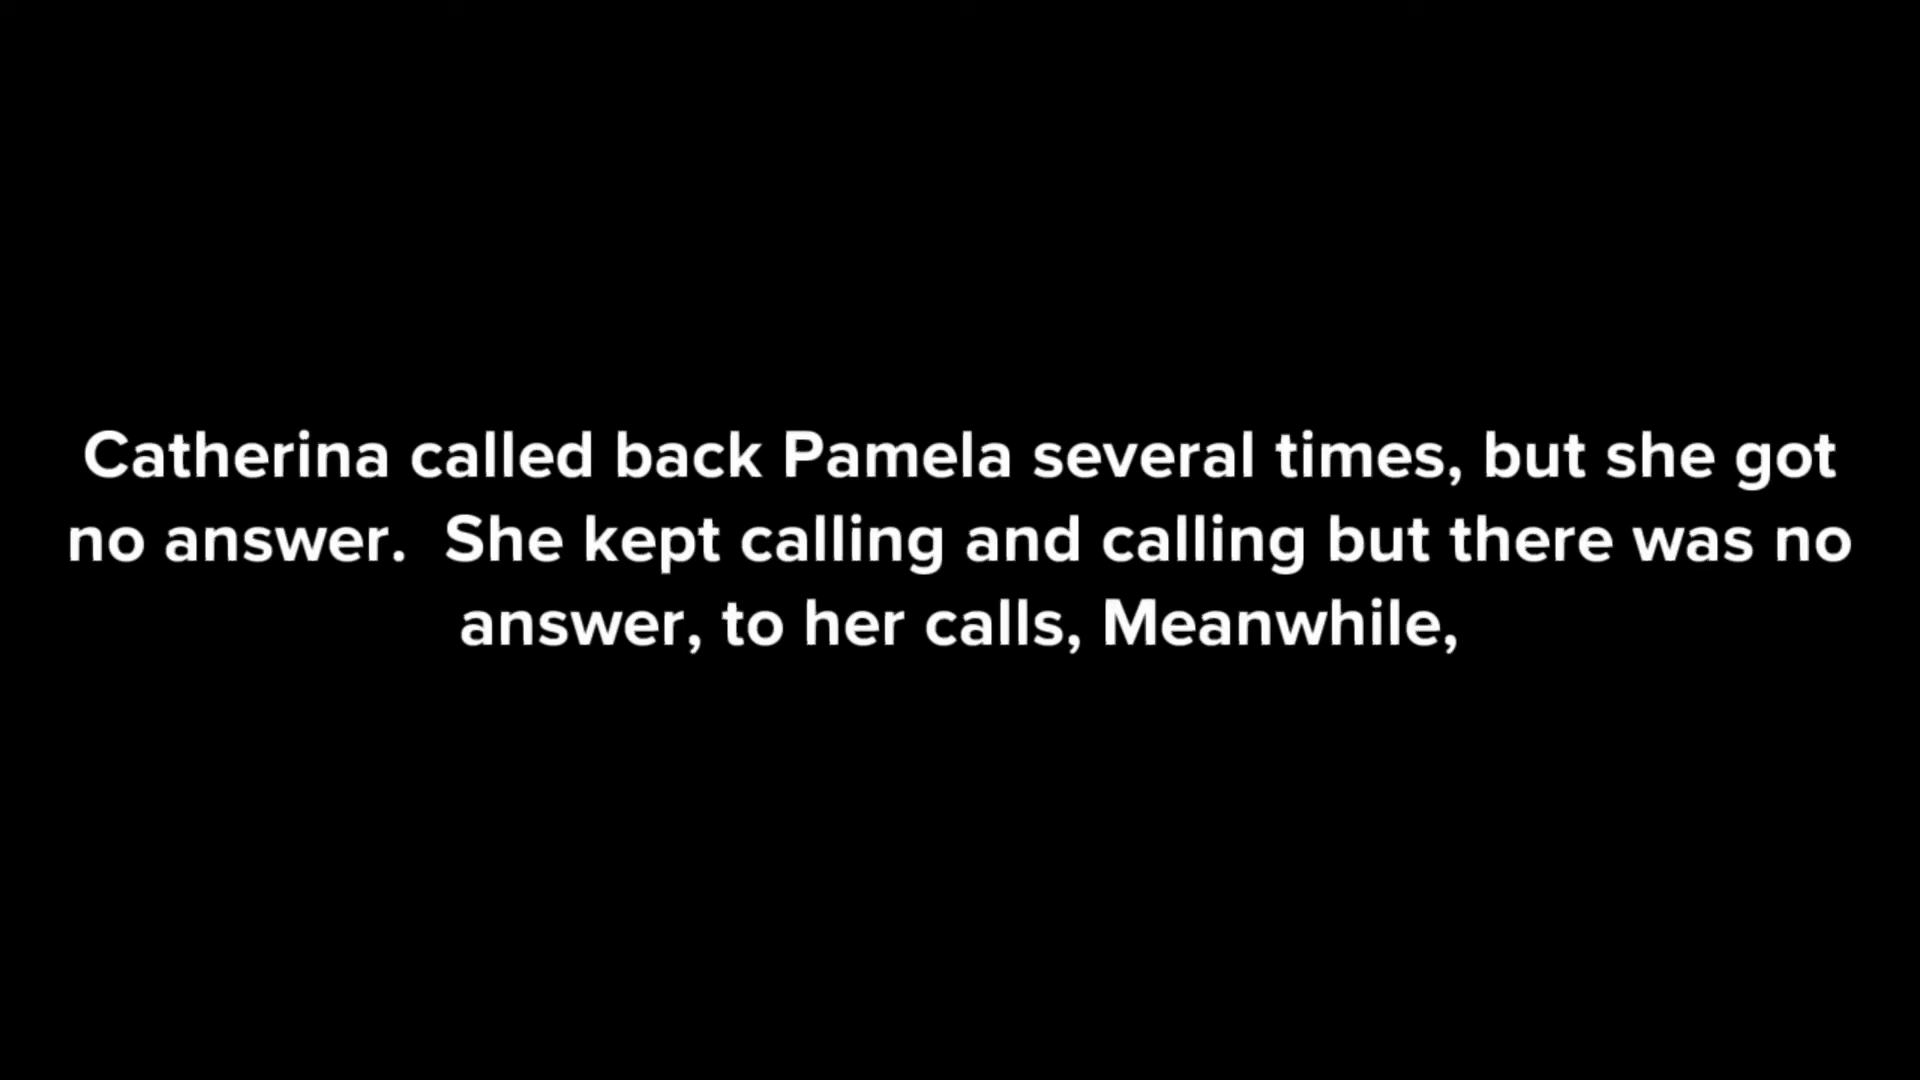 Catherina called back Pamela several times, but she got
no answer.  She kept calling and calling but there was no
answer, to her calls, Meanwhile,